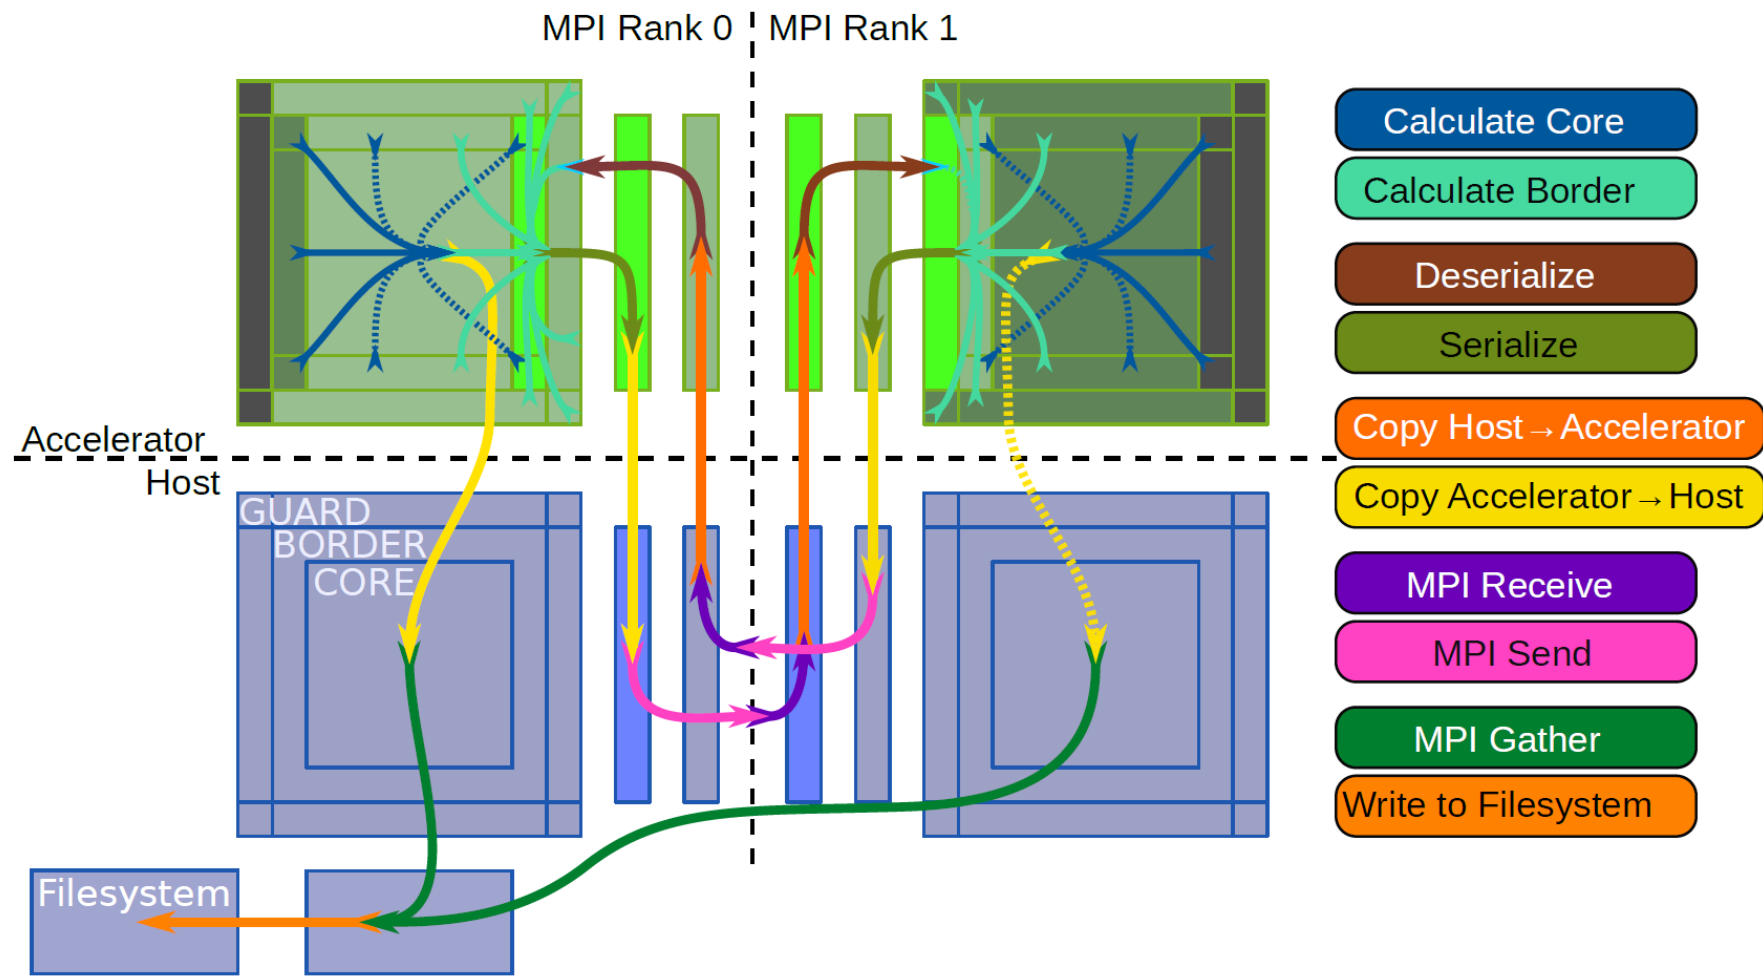 MPI Rank 0
MPI Rank 1
Calculate Core
Calculate Border
Deserialize
Serialize
Copy Host→Accelerator
Copy Accelerator→Host
MPI Receive
MPI Send
MPI Gather
Write to Filesystem
Accelerator
Host
GUARD
BORDER
CORE
Filesystem